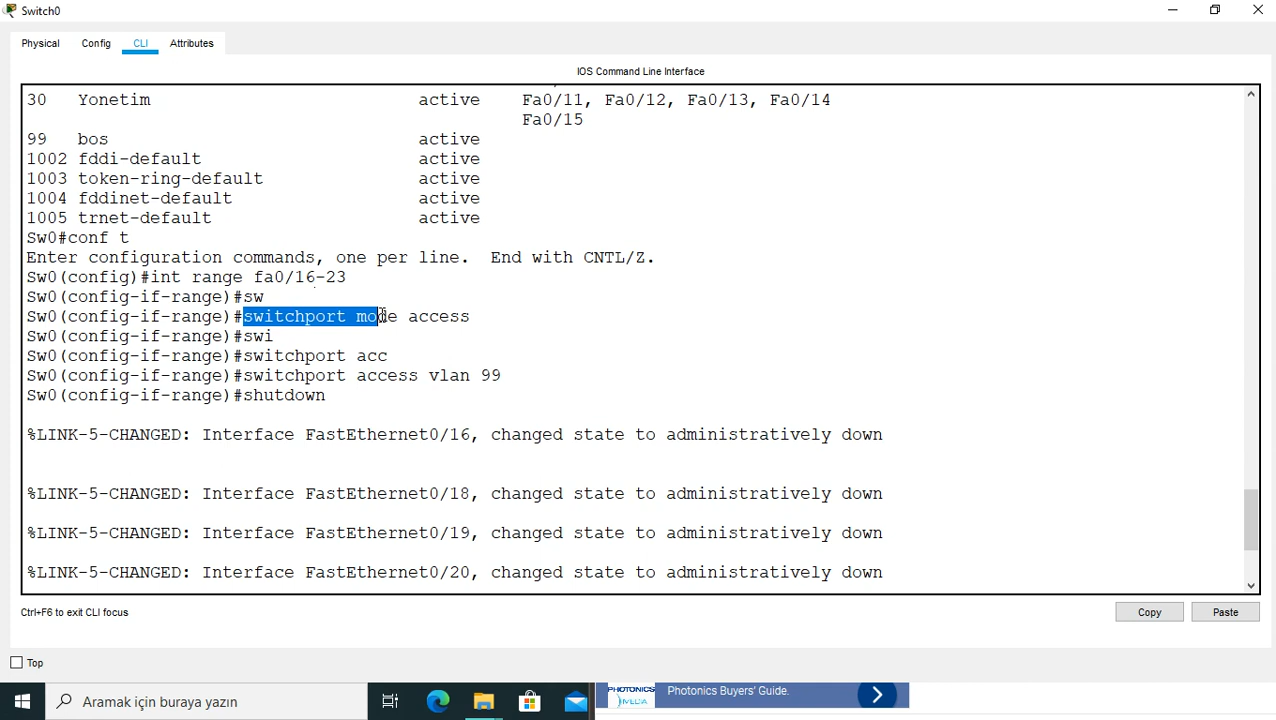 Switch0
Physical Config CLI Attributes
IOS Command Line Interface
30 Yonetim active Fa0/11, Fa0/12, Fa0/13, Fa0/14
Fa0/15
99 bos active
1002 fddi-default active
1003 token-ring-default active
1004 fddinet-default active
1005 trnet-default active
Sw0#conf t
Enter configuration commands, one per line. End with CNTL/Z.
Sw0(config)#int range fa0/16-23
Sw0(config-if-range)#sw
Sw0(config-if-range)#switchport mode access
Sw0(config-if-range)#swi
Sw0(config-if-range)#switchport acc
Sw0(config-if-range)#switchport access vlan 99
Sw0(config-if-range)#shutdown
%LINK-5-CHANGED: Interface FastEthernet0/16, changed state to administratively down
%LINK-5-CHANGED: Interface FastEthernet0/18, changed state to administratively down
%LINK-5-CHANGED: Interface FastEthernet0/19, changed state to administratively down
%LINK-5-CHANGED: Interface FastEthernet0/20, changed state to administratively down
Ctrl+F6 to exit CLI focus
Copy Paste
Top
Aramak için buraya yazın
PHOTONICS MEDIA
Photonics Buyers' Guide.